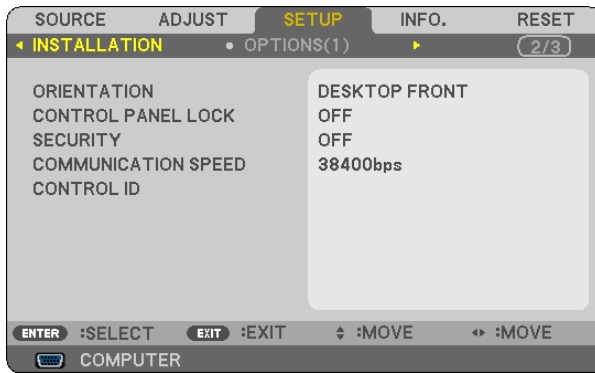 SOURCE ADJUST SETUP INFO. RESET
INSTALLATION OPTIONS(1) 2/3
ORIENTATION DESKTOP FRONT
CONTROL PANEL LOCK OFF
SECURITY OFF
COMMUNICATION SPEED 38400bps
CONTROL ID
ENTER :SELECT EXIT :EXIT :MOVE :MOVE
COMPUTER